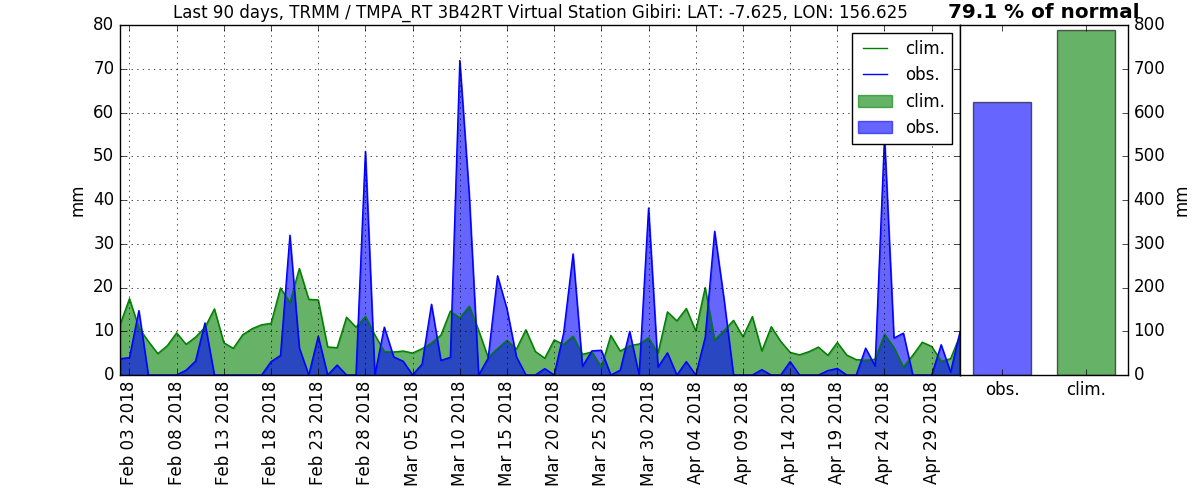 Last 90 days, TRMM / TMPA_RT 3B42RT Virtual Station Gibiri: LAT: -7.625, LON: 156.625
79.1 % of normal
80
70
60
50
40
30
20
10
0
mm
clim.
obs.
clim.
obs.
800
700
600
500
400
300
200
100
0
mm
Feb 03 2018
Feb 08 2018
Feb 13 2018
Feb 18 2018
Feb 23 2018
Feb 28 2018
Mar 05 2018
Mar 10 2018
Mar 15 2018
Mar 20 2018
Mar 25 2018
Mar 30 2018
Apr 04 2018
Apr 09 2018
Apr 14 2018
Apr 19 2018
Apr 24 2018
Apr 29 2018
obs.
clim.